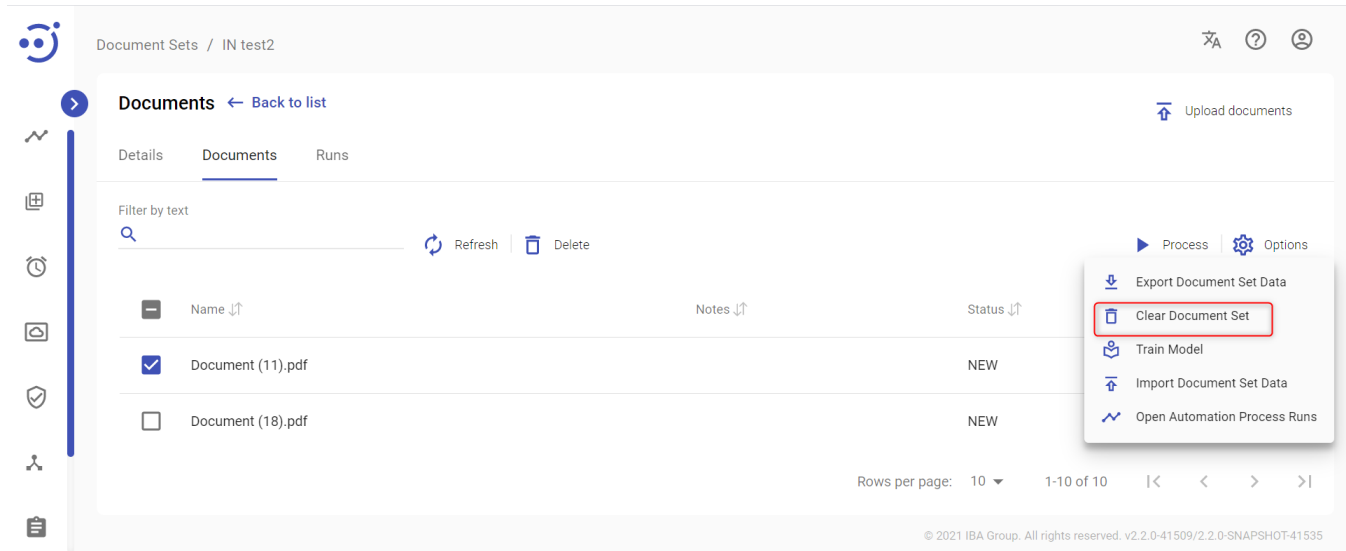 Document Sets / IN test2
Documents ← Back to list
Upload documents
Details Documents Runs
Filter by text
Refresh Delete Process Options
Export Document Set Data
Name Notes Status Clear Document Set
Train Model
Document (11).pdf NEW
Import Document Set Data
Document (18).pdf NEW Open Automation Process Runs
Rows per page: 10 1-10 of 10
© 2021 IBA Group. All rights reserved. v2.2.0-41509/2.2.0-SNAPSHOT-41535